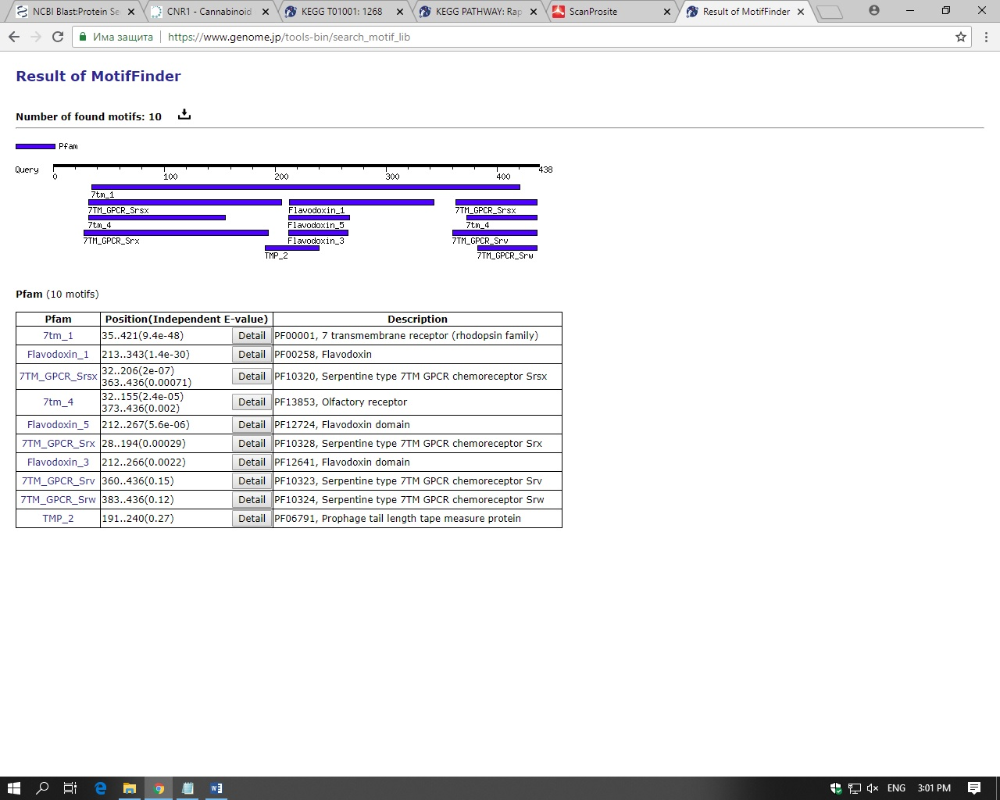 NCBI Blast:Protein Se
CNR1 - Cannabinoid
KEGG T01001: 1268
KEGG PATHWAY: Rap
ScanProsite
Result of MotifFinder
Има защита
https://www.genome.jp/tools-bin/search_motif_lib
Result of MotifFinder
Number of found motifs: 10
Pfam
Query
438
0 100 200 300 400
7tm_1
7TM_GPCR_Srsx Flavodoxin_1 7TM_GPCR_Srsx
7tm_4 Flavodoxin_5 7tm_4
7TM_GPCR_Srx Flavodoxin_3 7TM_GPCR_Srv
TMP_2 7TM_GPCR_Srw
Pfam (10 motifs)
Pfam Position(Independent E-value) Description
7tm_1 35..421(9.4e-48) Detail PF00001, 7 transmembrane receptor (rhodopsin family)
Flavodoxin_1 213..343(1.4e-30) Detail PF00258, Flavodoxin
7TM_GPCR_Srsx 32..206(2e-07) Detail PF10320, Serpentine type 7TM GPCR chemoreceptor Srsx
363..436(0.00071)
7tm_4 32..155(2.4e-05) Detail PF13853, Olfactory receptor
373..436(0.002)
Flavodoxin_5 212..267(5.6e-06) Detail PF12724, Flavodoxin domain
7TM_GPCR_Srx 28..194(0.00029) Detail PF10328, Serpentine type 7TM GPCR chemoreceptor Srx
Flavodoxin_3 212..266(0.0022) Detail PF12641, Flavodoxin domain
7TM_GPCR_Srv 360..436(0.15) Detail PF10323, Serpentine type 7TM GPCR chemoreceptor Srv
7TM_GPCR_Srw 383..436(0.12) Detail PF10324, Serpentine type 7TM GPCR chemoreceptor Srw
TMP_2 191..240(0.27) Detail PF06791, Prophage tail length tape measure protein
ENG 3:01 PM